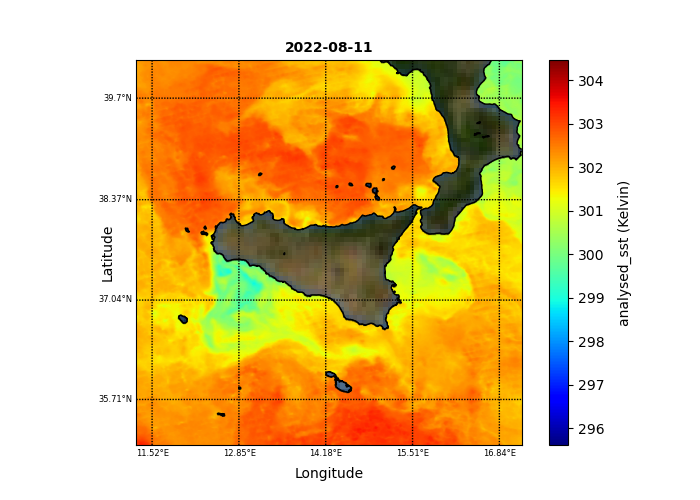 2022-08-11
39.7°N
38.37°N
37.04°N
35.71°N
Latitude
11.52°E 12.85°E 14.18°E 15.51°E 16.84°E
Longitude
304
303
302
301
300
299
298
297
296
analysed_sst (Kelvin)